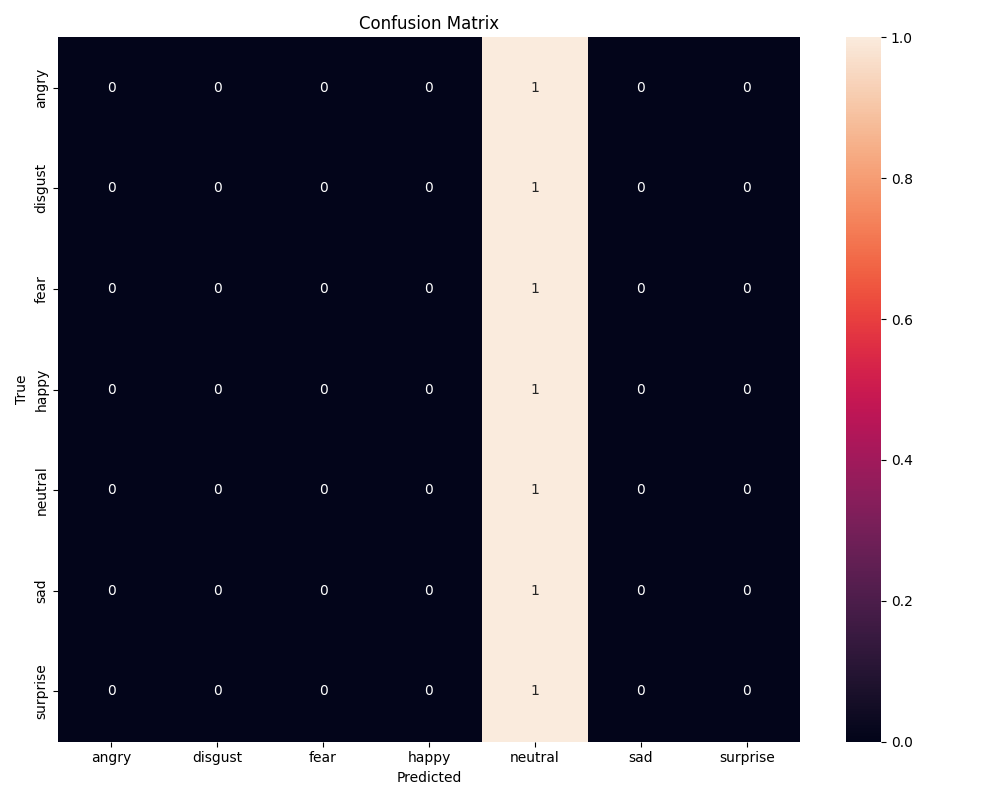 Confusion Matrix
angry 0 0 0 0 1 0 0
disgust 0 0 0 0 1 0 0
fear 0 0 0 0 1 0 0
happy 0 0 0 0 1 0 0
neutral 0 0 0 0 1 0 0
sad 0 0 0 0 1 0 0
surprise 0 0 0 0 1 0 0
True
angry disgust fear happy neutral sad surprise
Predicted
1.0
0.8
0.6
0.4
0.2
0.0